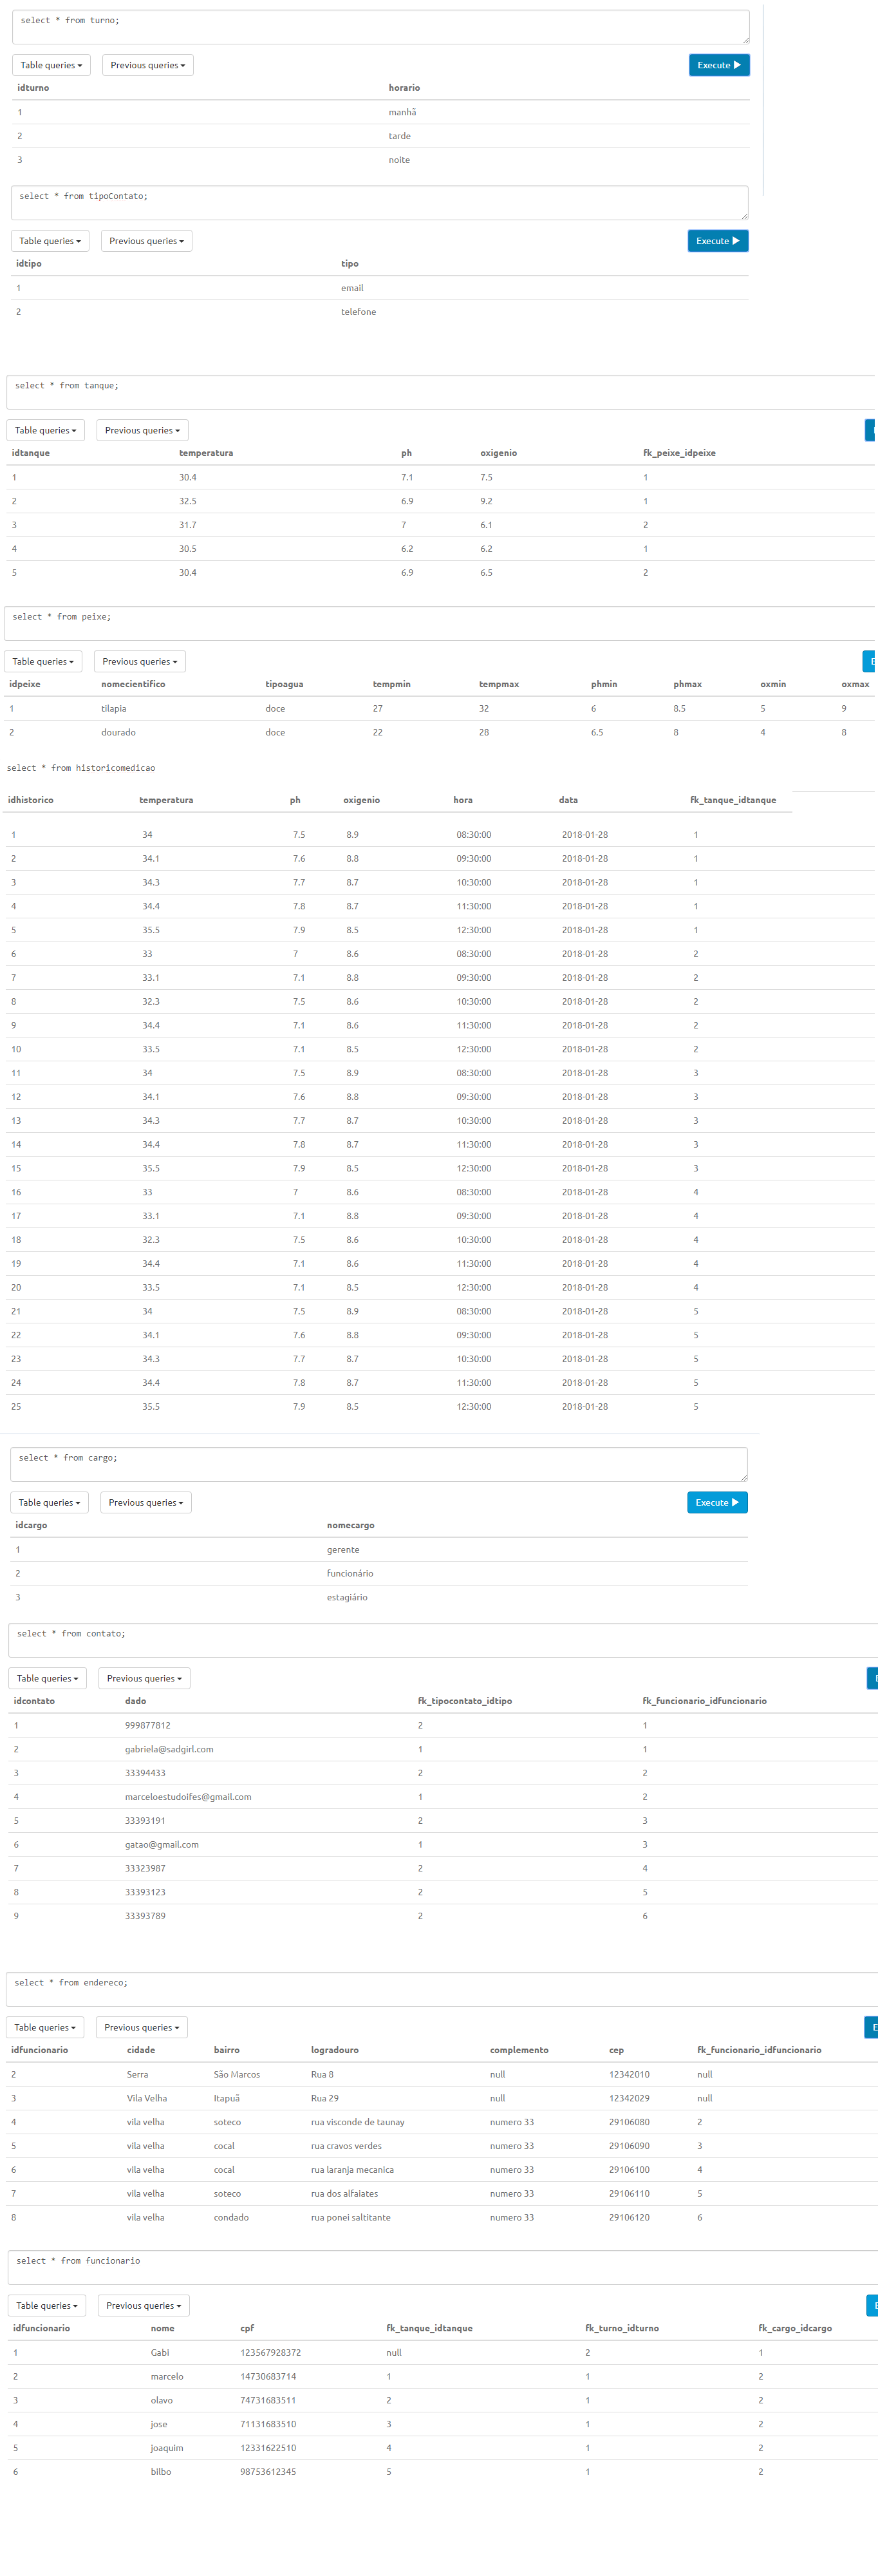 select * from turno;
Table queries Previous queries Execute
idturno horario
1 manhã
2 tarde
3 noite
select * from tipoContato;
Table queries Previous queries Execute
idtipo tipo
1 email
2 telefone
select * from tanque;
Table queries Previous queries
idtanque temperatura ph oxigenio fk_peixe_idpeixe
1 30.4 7.1 7.5 1
2 32.5 6.9 9.2 1
3 31.7 7 6.1 2
4 30.5 6.2 6.2 1
5 30.4 6.9 6.5 2
select * from peixe;
Table queries Previous queries E
idpeixe nomecientifico tipoagua tempmin tempmax phmin phmax oxmin oxmax
1 tilapia doce 27 32 6 8.5 5 9
2 dourado doce 22 28 6.5 8 4 8
select * from historicomedicao
idhistorico temperatura ph oxigenio hora data fk_tanque_idtanque
1 34 7.5 8.9 08:30:00 2018-01-28 1
2 34.1 7.6 8.8 09:30:00 2018-01-28 1
3 34.3 7.7 8.7 10:30:00 2018-01-28 1
4 34.4 7.8 8.7 11:30:00 2018-01-28 1
5 35.5 7.9 8.5 12:30:00 2018-01-28 1
6 33 7 8.6 08:30:00 2018-01-28 2
7 33.1 7.1 8.8 09:30:00 2018-01-28 2
8 32.3 7.5 8.6 10:30:00 2018-01-28 2
9 34.4 7.1 8.6 11:30:00 2018-01-28 2
10 33.5 7.1 8.5 12:30:00 2018-01-28 2
11 34 7.5 8.9 08:30:00 2018-01-28 3
12 34.1 7.6 8.8 09:30:00 2018-01-28 3
13 34.3 7.7 8.7 10:30:00 2018-01-28 3
14 34.4 7.8 8.7 11:30:00 2018-01-28 3
15 35.5 7.9 8.5 12:30:00 2018-01-28 3
16 33 7 8.6 08:30:00 2018-01-28 4
17 33.1 7.1 8.8 09:30:00 2018-01-28 4
18 32.3 7.5 8.6 10:30:00 2018-01-28 4
19 34.4 7.1 8.6 11:30:00 2018-01-28 4
20 33.5 7.1 8.5 12:30:00 2018-01-28 4
21 34 7.5 8.9 08:30:00 2018-01-28 5
22 34.1 7.6 8.8 09:30:00 2018-01-28 5
23 34.3 7.7 8.7 10:30:00 2018-01-28 5
24 34.4 7.8 8.7 11:30:00 2018-01-28 5
25 35.5 7.9 8.5 12:30:00 2018-01-28 5
select * from cargo;
Table queries Previous queries Execute
idcargo nomecargo
1 gerente
2 funcionário
3 estagiário
select * from contato;
Table queries Previous queries E
idcontato dado fk_tipocontato_idtipo fk_funcionario_idfuncionario
1 999877812 2 1
2 gabriela@sadgirl.com 1 1
3 33394433 2 2
4 marceloestudoifes@gmail.com 1 2
5 33393191 2 3
6 gatao@gmail.com 1 3
7 33323987 2 4
8 33393123 2 5
9 33393789 2 6
select * from endereco;
Table queries Previous queries E
idfuncionario cidade bairro logradouro complemento cep fk_funcionario_idfuncionario
2 Serra São Marcos Rua 8 null 12342010 null
3 Vila Velha Itapuã Rua 29 null 12342029 null
4 vila velha soteco rua visconde de taunay numero 33 29106080 2
5 vila velha cocal rua cravos verdes numero 33 29106090 3
6 vila velha cocal rua laranja mecanica numero 33 29106100 4
7 vila velha soteco rua dos alfaiates numero 33 29106110 5
8 vila velha condado rua ponei saltitante numero 33 29106120 6
select * from funcionario
Table queries Previous queries E
idfuncionario nome cpf fk_tanque_idtanque fk_turno_idturno fk_cargo_idcargo
1 Gabi 123567928372 null 2 1
2 marcelo 14730683714 1 1 2
3 olavo 74731683511 2 1 2
4 jose 71131683510 3 1 2
5 joaquim 12331622510 4 1 2
6 bilbo 98753612345 5 1 2